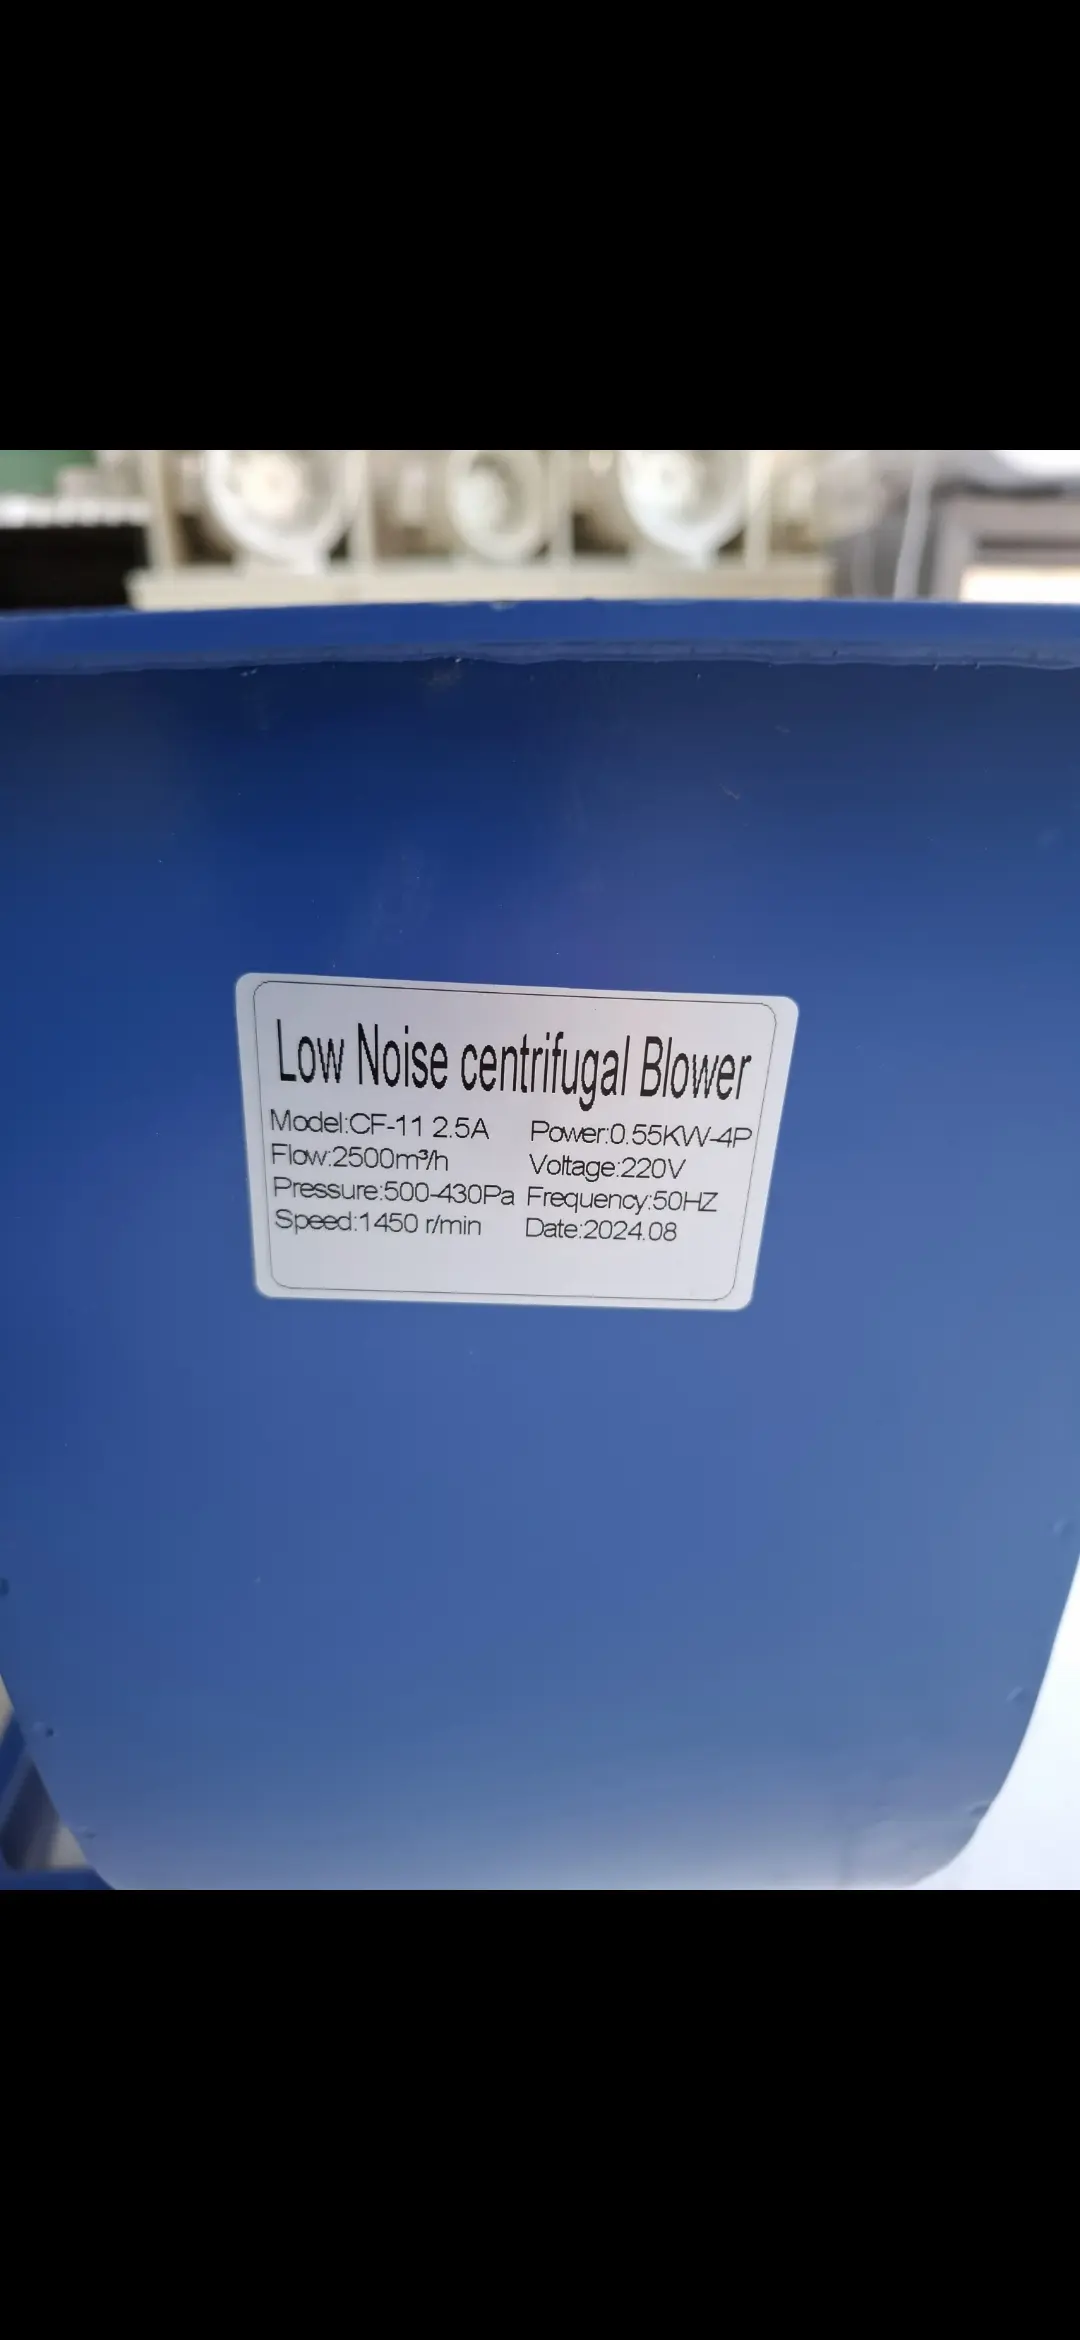 Low Noise centrifugal Blower
Model:CF-11 2.5A Power:0.55KW-4P
Flow:2500m³/h Voltage:220V
Pressure:500-430Pa Frequency:50HZ
Speed:1450 r/min Date:2024.08